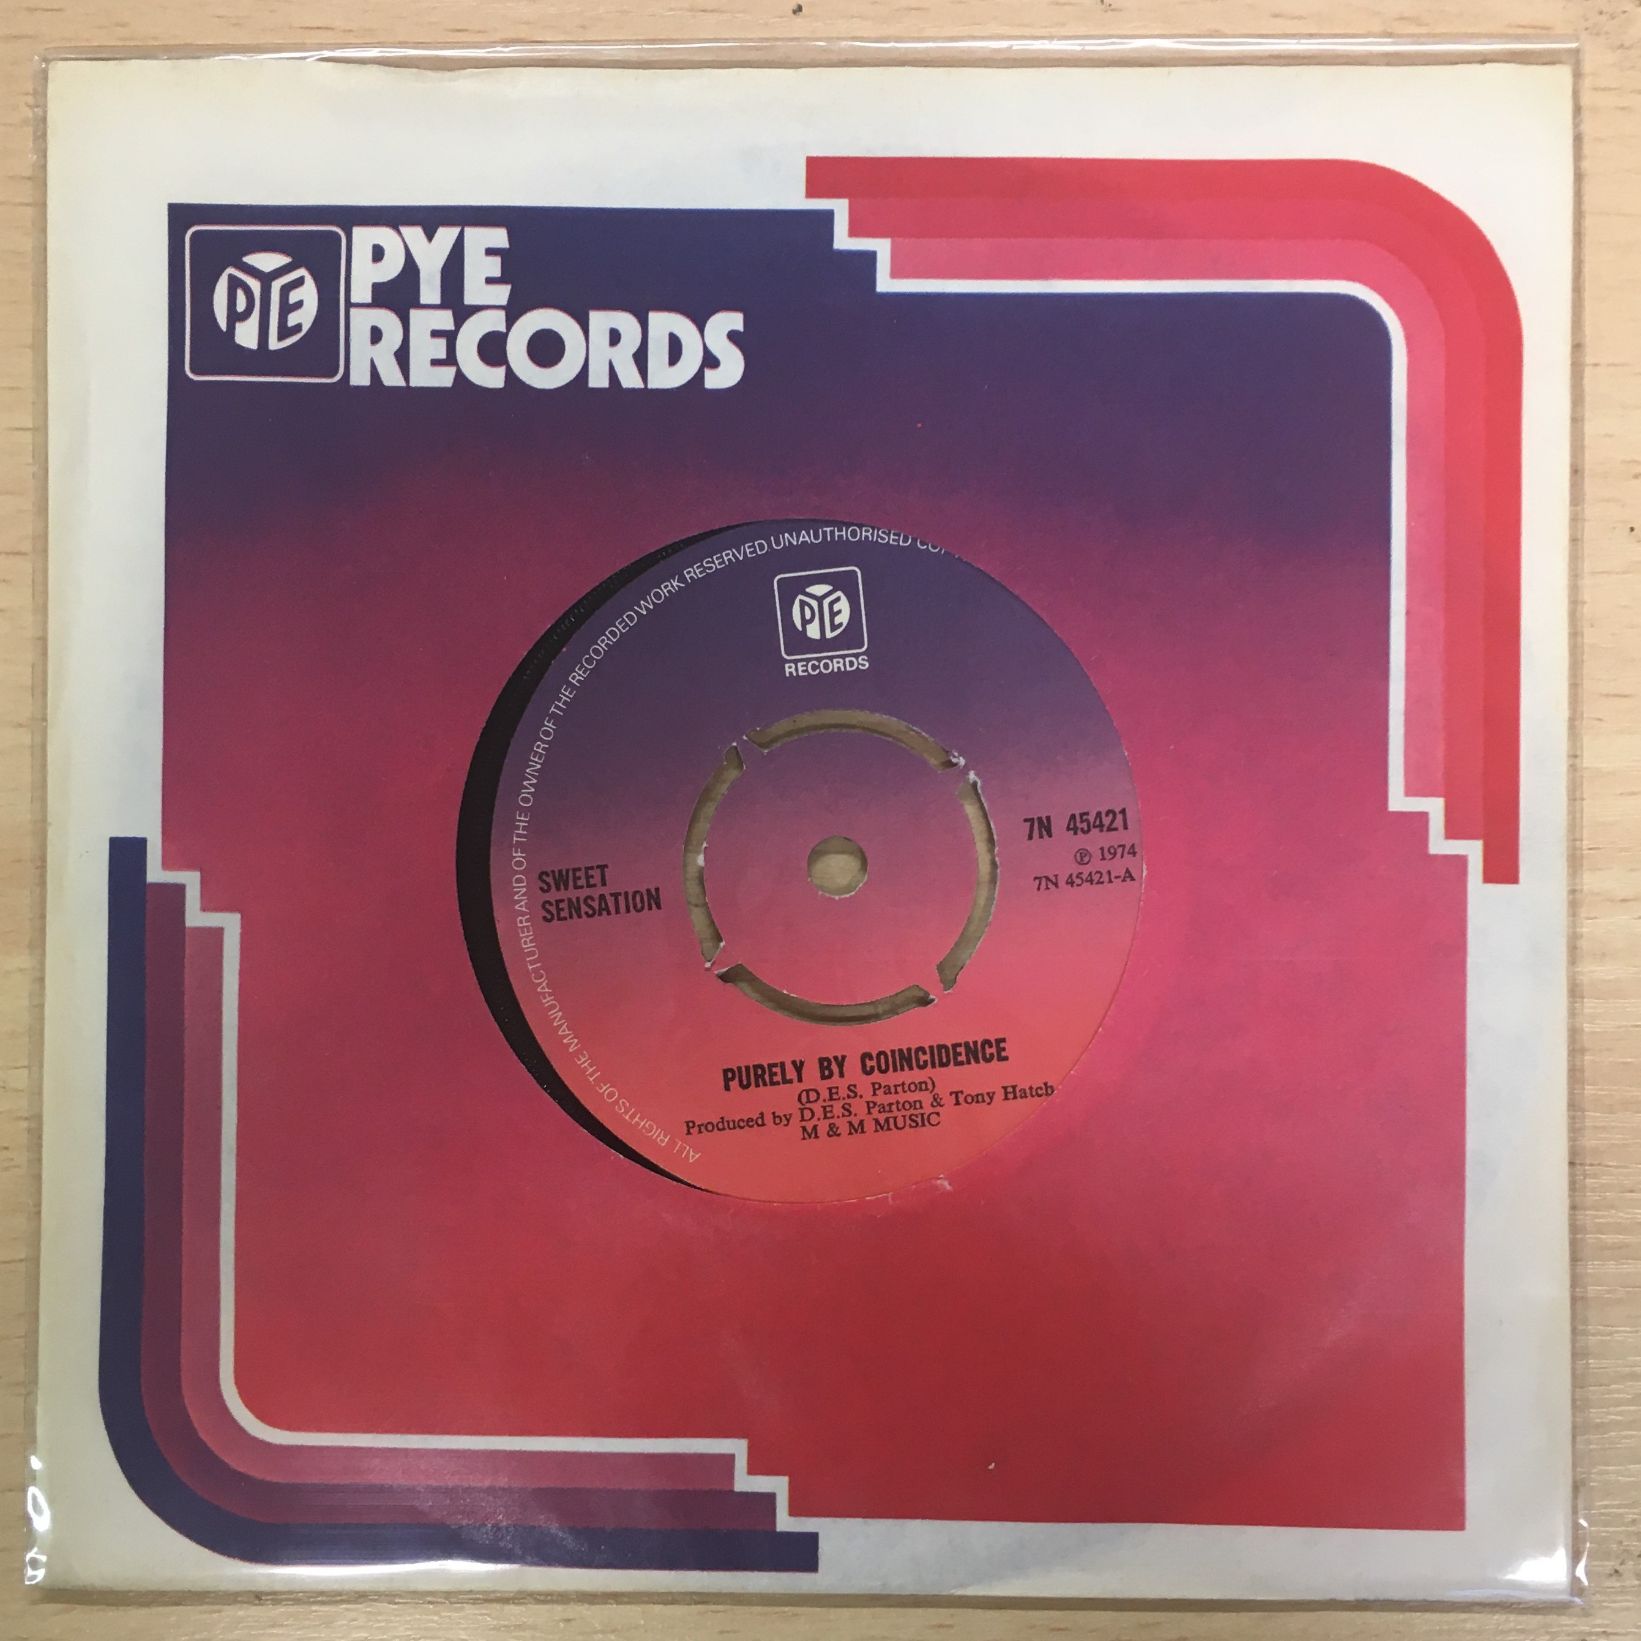 PYE
PYE
RECORDS
ALL RIGHTS OF THE MANUFACTURER AND OF THE OWNER OF THE RECORDED WORK RESERVED. UNAUTHORISED
PYE
RECORDS
7N 45421
℗ 1974
7N 45421-A
SWEET
SENSATION
PURELY BY COINCIDENCE
(D.E.S. Parton)
Produced by D.E.S. Parton & Tony Hatch
M & M MUSIC